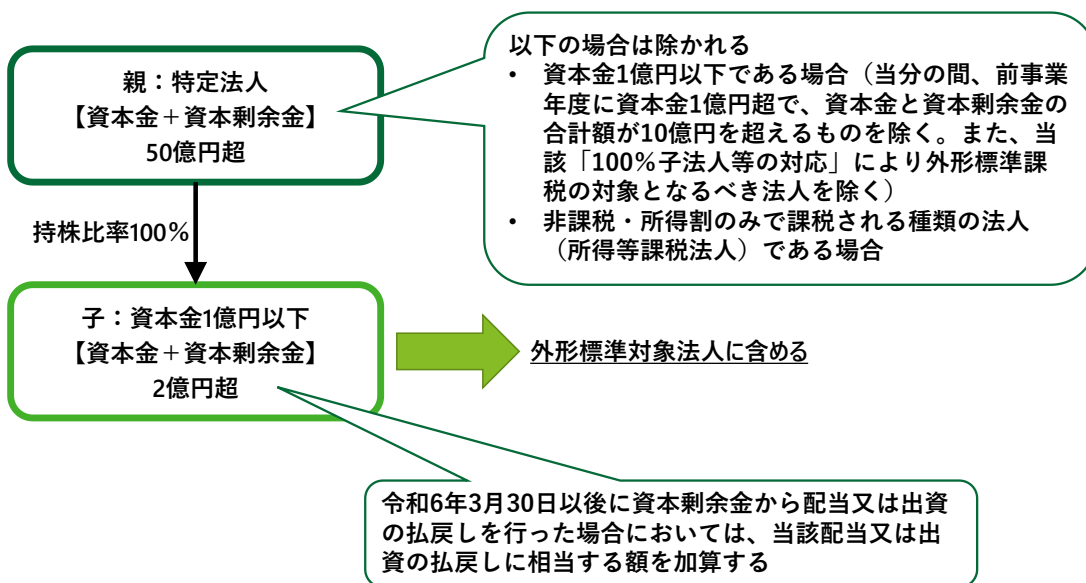 親：特定法人
【資本金＋資本剰余金】
50億円超
以下の場合は除かれる
• 資本金1億円以下である場合（当分の間、前事業
年度に資本金1億円超で、資本金と資本剰余金の
合計額が10億円を超えるものを除く。また、当
該「100％子法人等の対応」により外形標準課
税の対象となるべき法人を除く）
• 非課税・所得割のみで課税される種類の法人
（所得等課税法人）である場合
持株比率100％
子：資本金1億円以下
【資本金＋資本剰余金】
2億円超
外形標準対象法人に含める
令和6年3月30日以後に資本剰余金から配当又は出資
の払戻しを行った場合においては、当該配当又は出
資の払戻しに相当する額を加算する